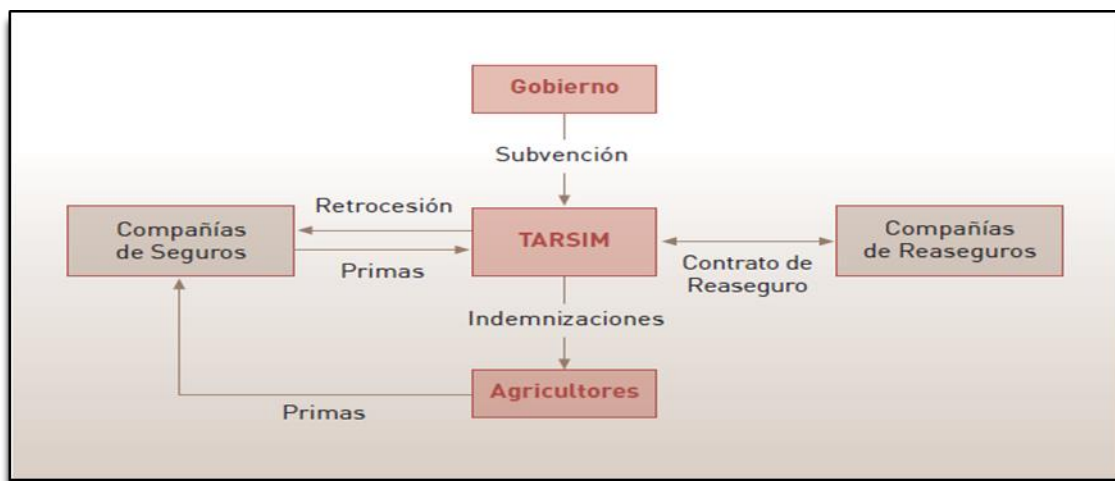 Gobierno
Subvención
Retrocesión
Compañías
de Seguros
TARSIM
Compañías
de Reaseguros
Primas
Contrato de
Reaseguro
Indemnizaciones
Agricultores
Primas